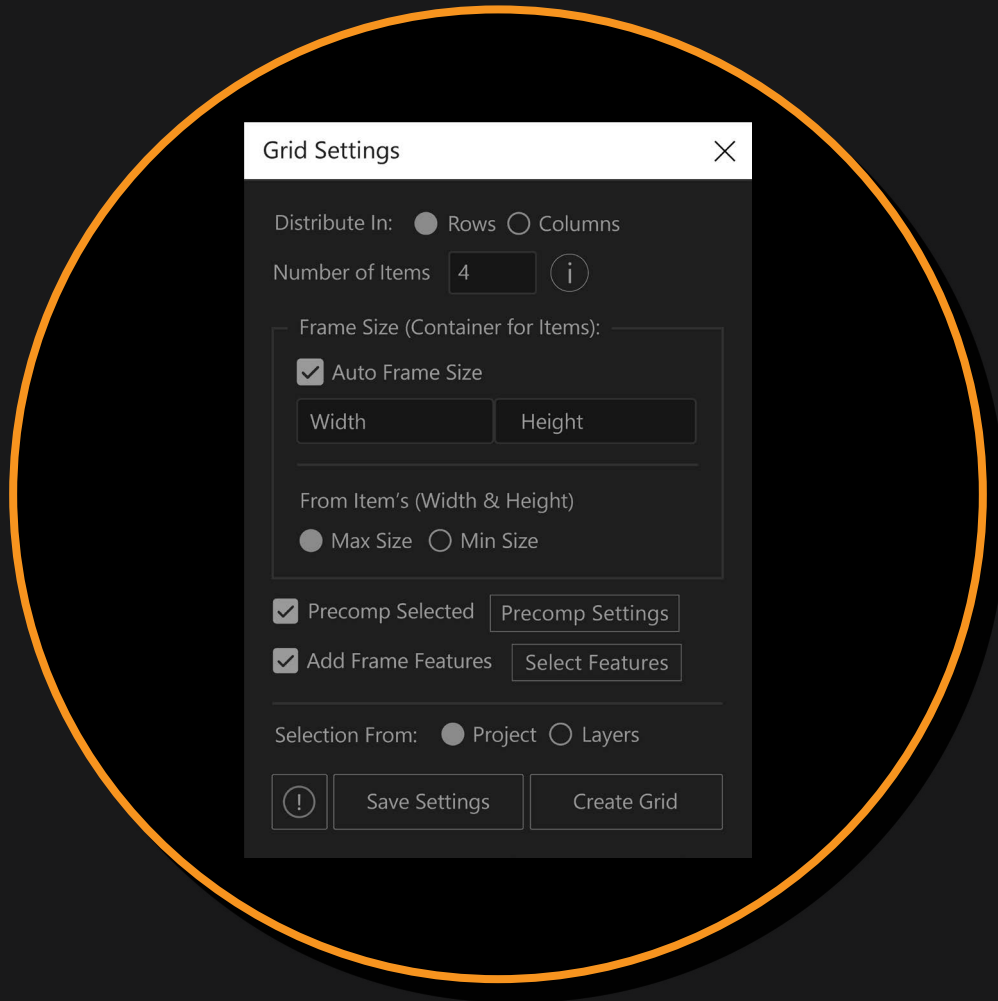 Grid Settings
Distribute In: Rows Columns
Number of Items 4 i
Frame Size (Container for Items):
Auto Frame Size
Width Height
From Item's (Width & Height)
Max Size Min Size
Precomp Selected Precomp Settings
Add Frame Features Select Features
Selection From: Project Layers
! Save Settings Create Grid